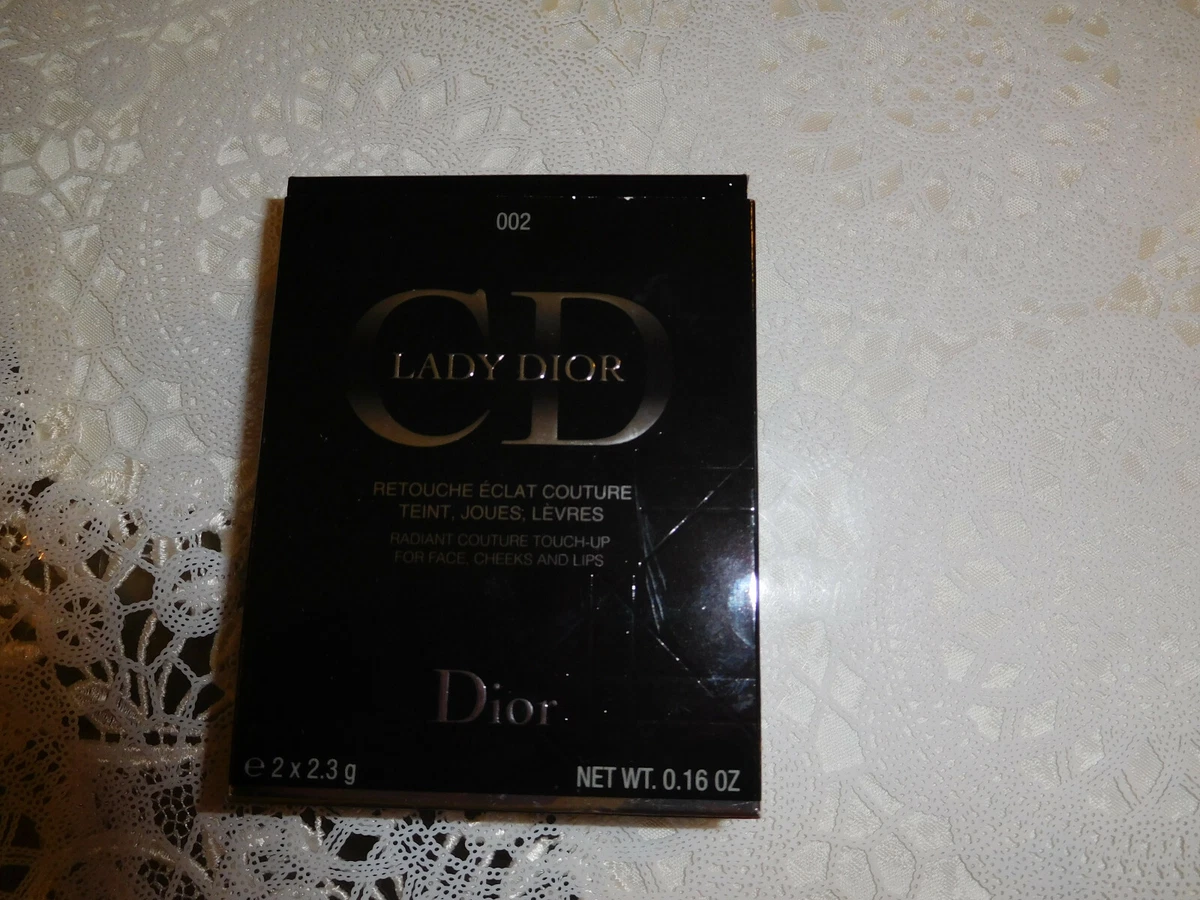 002
CD
LADY DIOR
RETOUCHE ÉCLAT COUTURE
TEINT, JOUES, LÈVRES
RADIANT COUTURE TOUCH-UP
FOR FACE, CHEEKS AND LIPS
Dior
℮ 2 x 2.3 g NET WT. 0.16 OZ